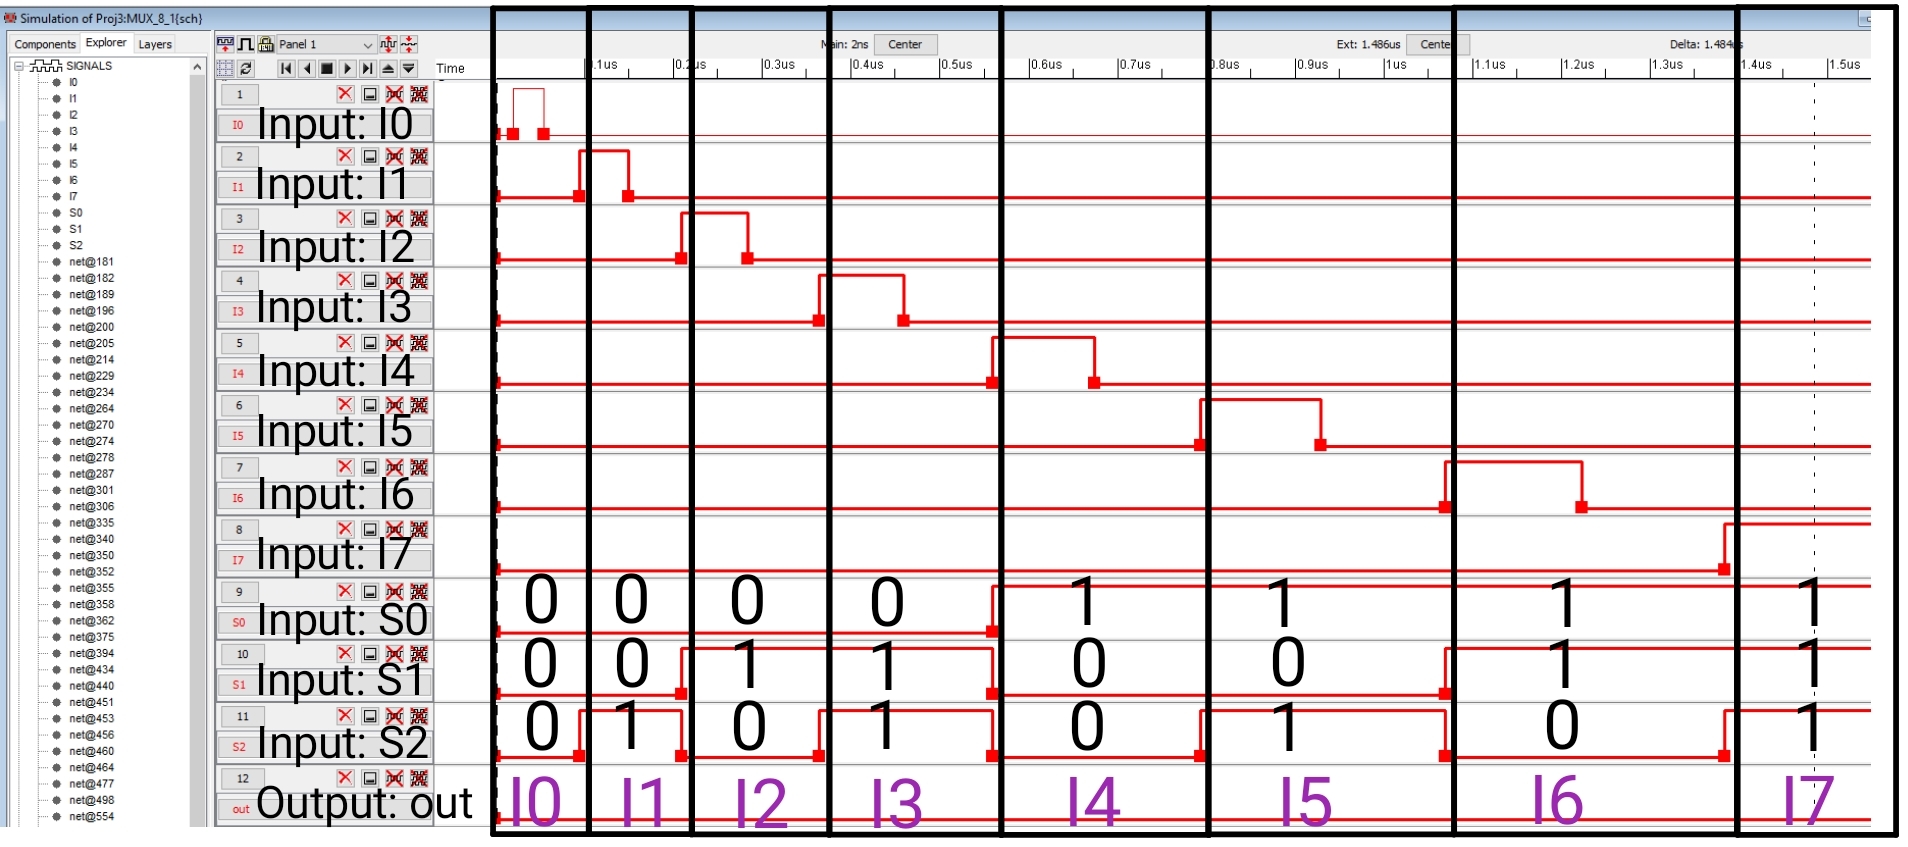 Simulation of Proj3:MUX_8_1{sch}
Components Explorer Layers
Panel 1
Main: 2ns Center Ext: 1.486us Cente Delta: 1.484us
Time 0.1us 0.2us 0.3us 0.4us 0.5us 0.6us 0.7us 0.8us 0.9us 1us 1.1us 1.2us 1.3us 1.4us 1.5us
SIGNALS
I0
I1
I2
I3
I4
I5
I6
I7
S0
S1
S2
net@181
net@182
net@189
net@196
net@200
net@205
net@214
net@229
net@234
net@264
net@270
net@274
net@278
net@287
net@301
net@306
net@335
net@340
net@350
net@352
net@355
net@358
net@362
net@375
net@394
net@434
net@440
net@451
net@453
net@456
net@460
net@464
net@477
net@498
net@554
1
I0 Input: I0
2
I1 Input: I1
3
I2 Input: I2
4
I3 Input: I3
5
I4 Input: I4
6
I5 Input: I5
7
I6 Input: I6
8
I7 Input: I7
9
S0 Input: S0 0 0 0 0 1 1 1 1
10
S1 Input: S1 0 0 1 1 0 0 1 1
11
S2 Input: S2 0 1 0 1 0 1 0 1
12
out Output: out I0 I1 I2 I3 I4 I5 I6 I7